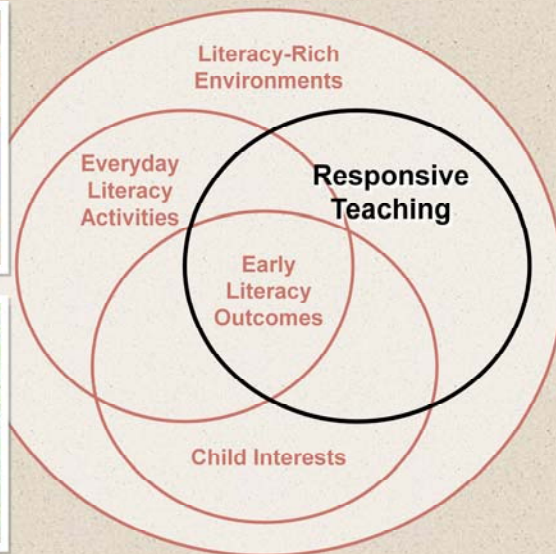 Literacy-Rich
Environments
Everyday
Literacy
Activities
Responsive
Teaching
Early
Literacy
Outcomes
Child Interests